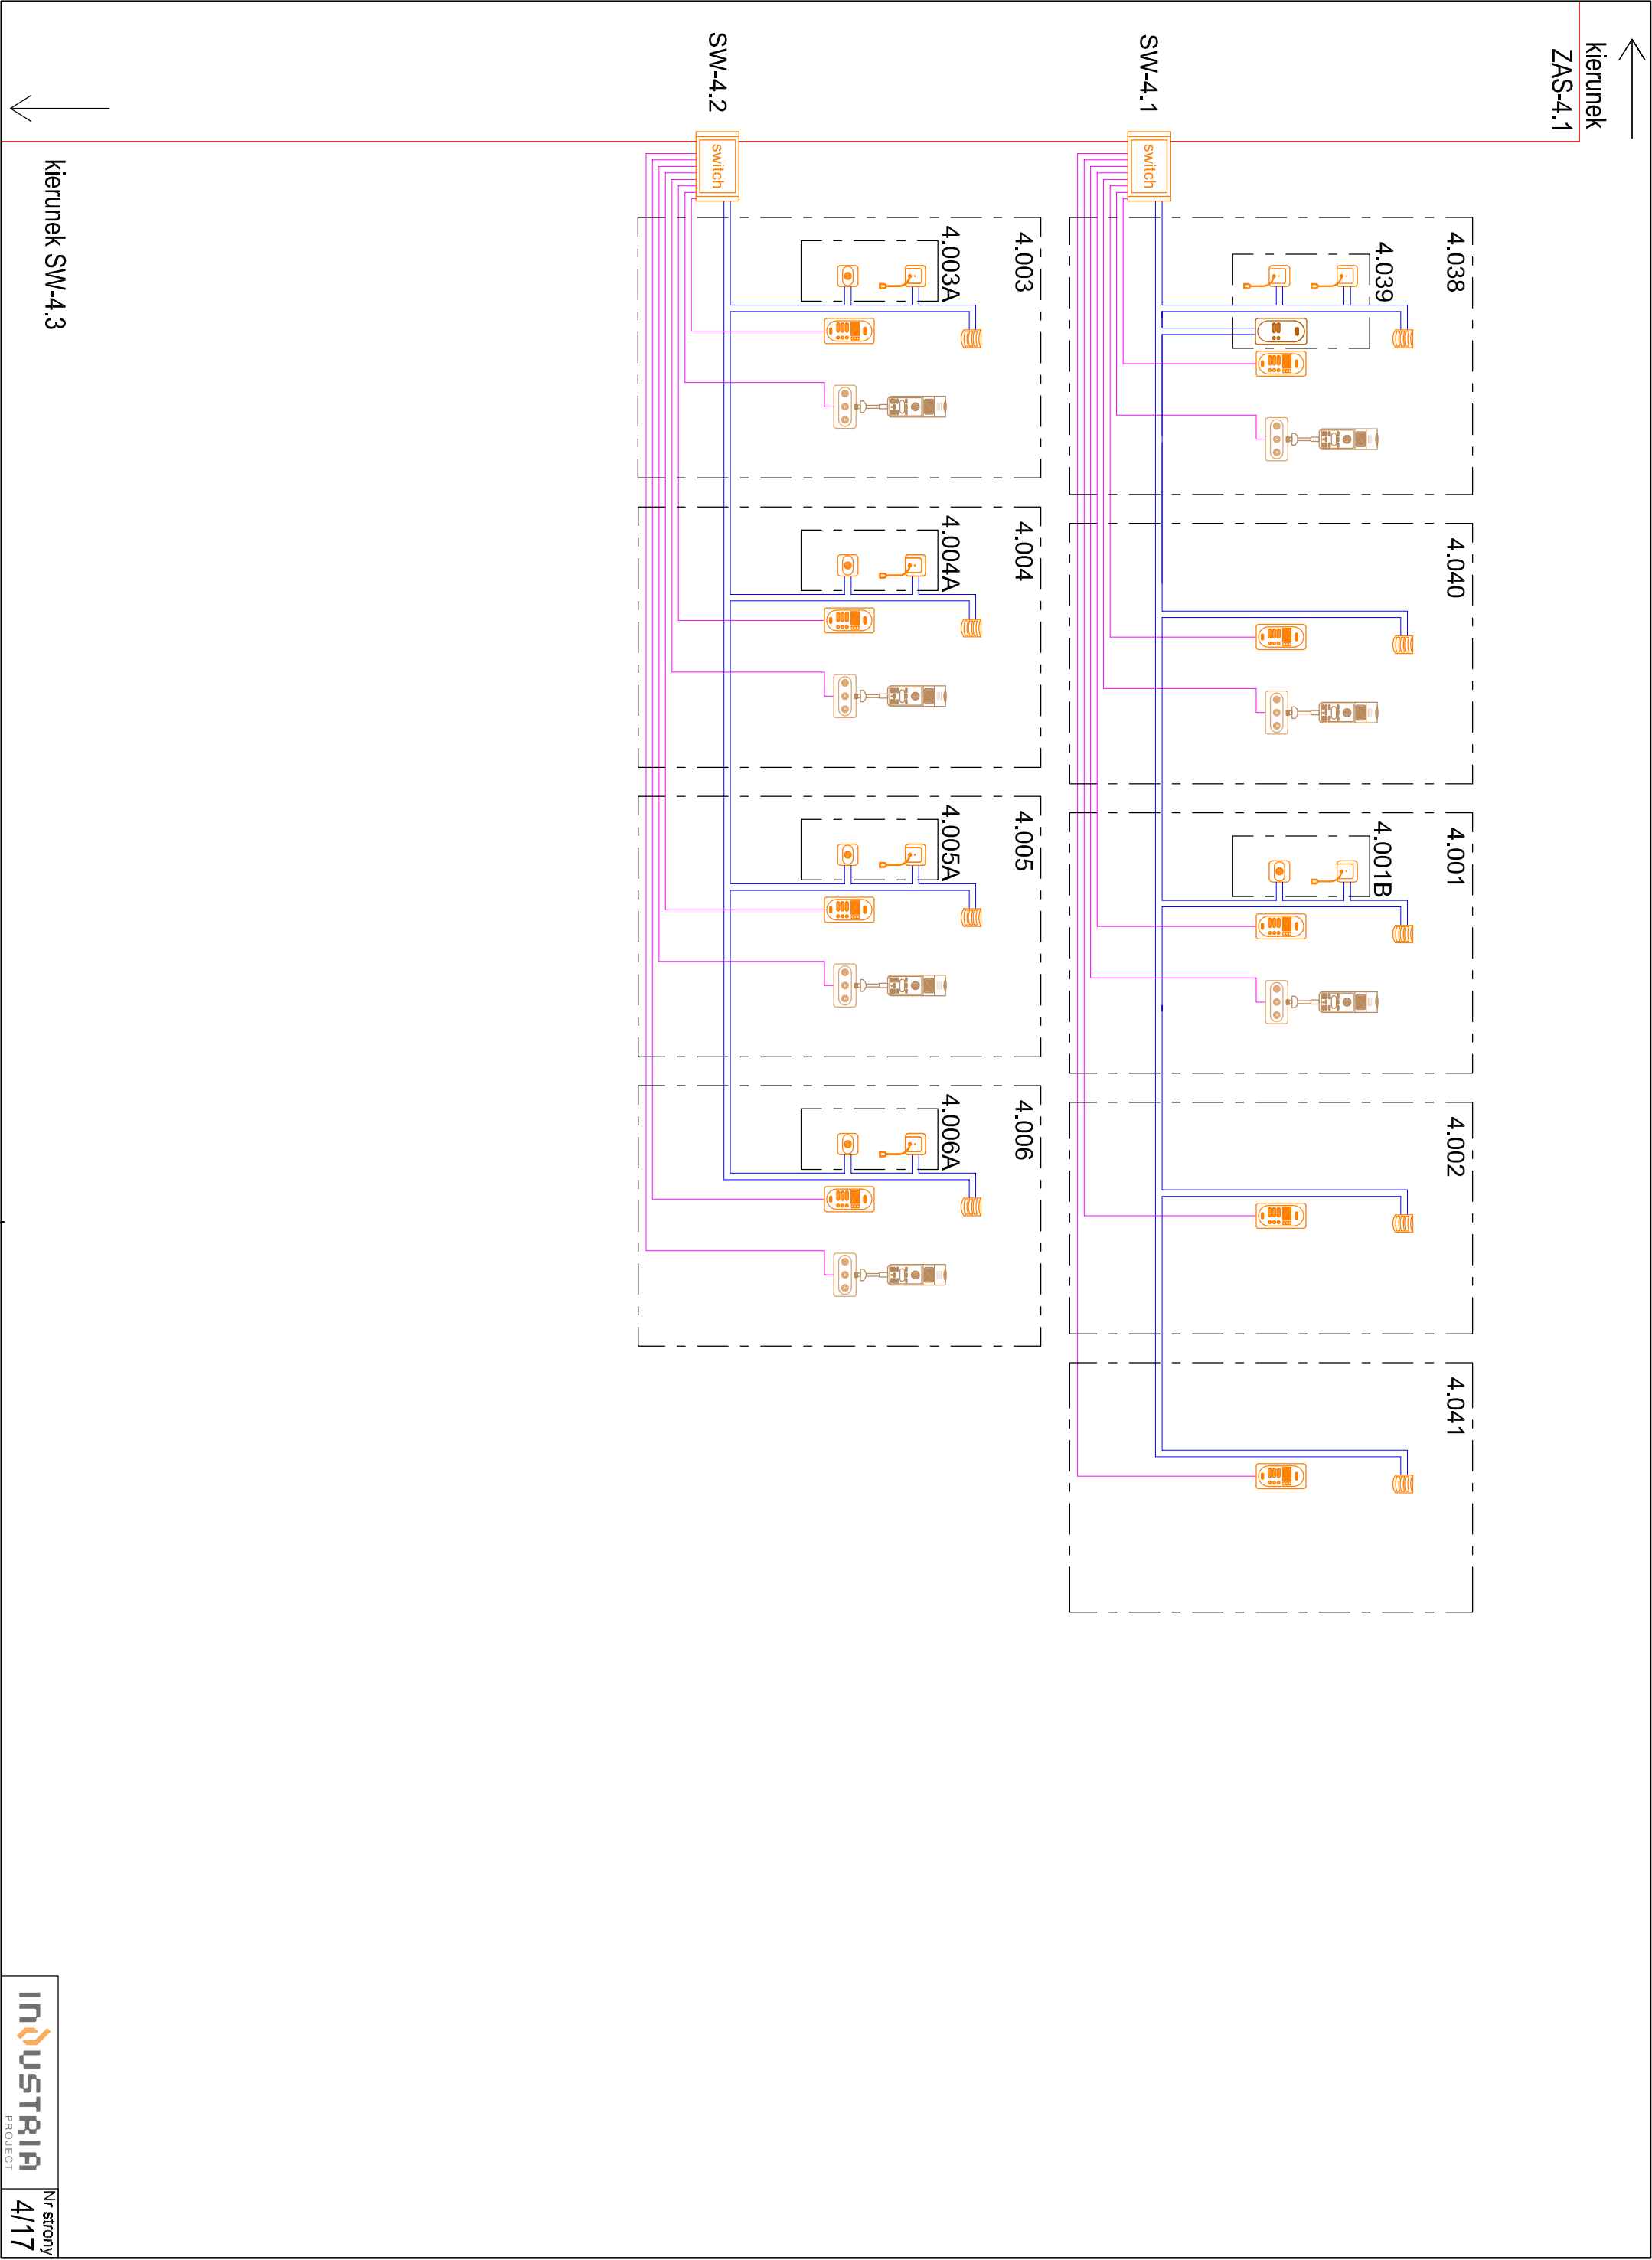 kierunek
ZAS-4.1
SW-4.1
switch
4.038
4.039
4.040
4.001
4.001B
4.002
4.041
SW-4.2
switch
4.003
4.003A
4.004
4.004A
4.005
4.005A
4.006
4.006A
kierunek SW-4.3
INDUSTRIA
PROJECT
Nr strony
4/17